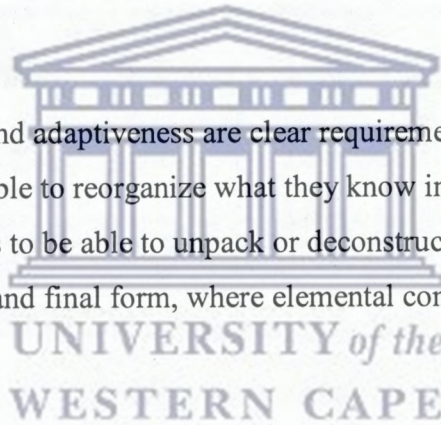 nd adaptiveness are clear requireme
ble to reorganize what they know in
s to be able to unpack or deconstruc
and final form, where elemental cor
UNIVERSITY of the
WESTERN CAPE